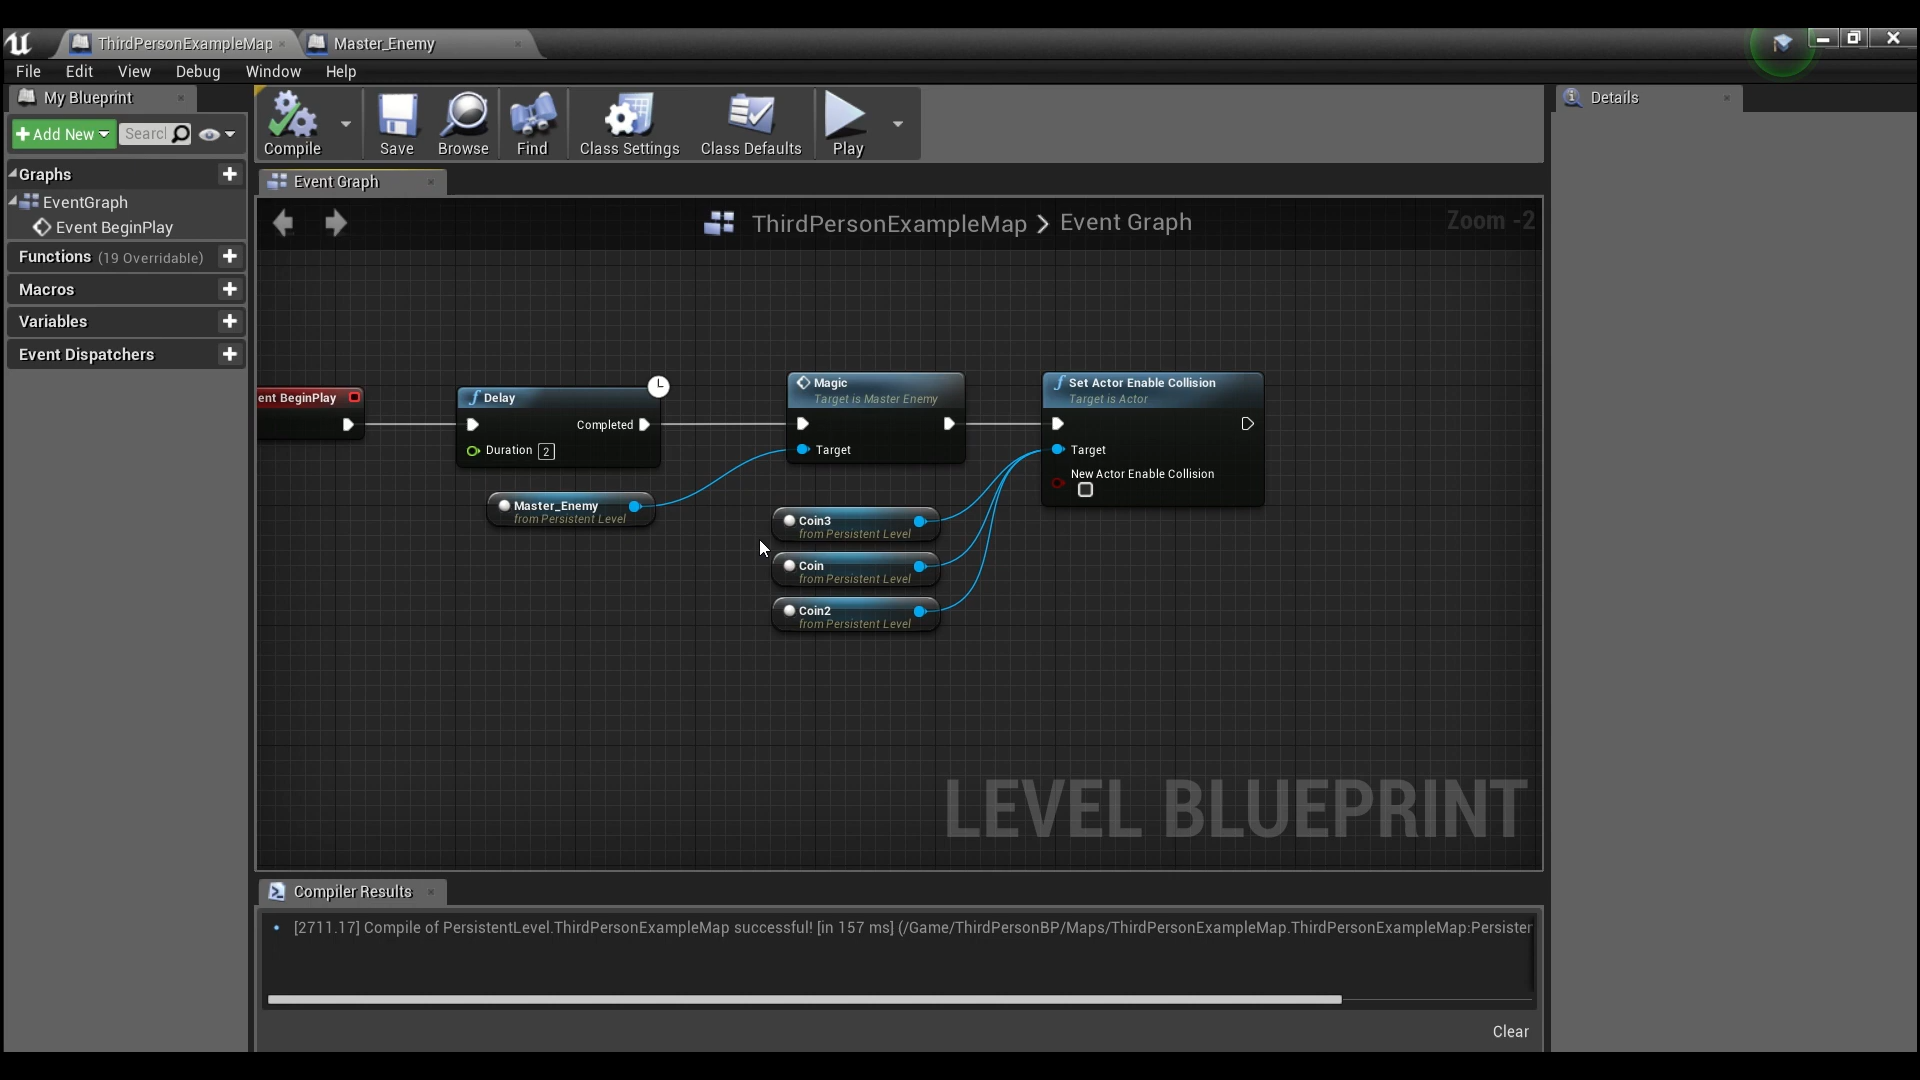 ThirdPersonExampleMap
Master_Enemy
File Edit View Debug Window Help
My Blueprint
Details
Add New
Search
Compile
Save
Browse
Find
Class Settings
Class Defaults
Play
Graphs
EventGraph
Event BeginPlay
Functions (19 Overridable)
Macros
Variables
Event Dispatchers
Event Graph
ThirdPersonExampleMap > Event Graph
Zoom -2
ent BeginPlay
Delay
Completed
Duration 2
Master_Enemy
from Persistent Level
Magic
Target is Master Enemy
Target
Coin3
from Persistent Level
Coin
from Persistent Level
Coin2
from Persistent Level
Set Actor Enable Collision
Target is Actor
Target
New Actor Enable Collision
LEVEL BLUEPRINT
Compiler Results
[2711.17] Compile of PersistentLevel.ThirdPersonExampleMap successful! [in 157 ms] (/Game/ThirdPersonBP/Maps/ThirdPersonExampleMap.ThirdPersonExampleMap:Persister
Clear